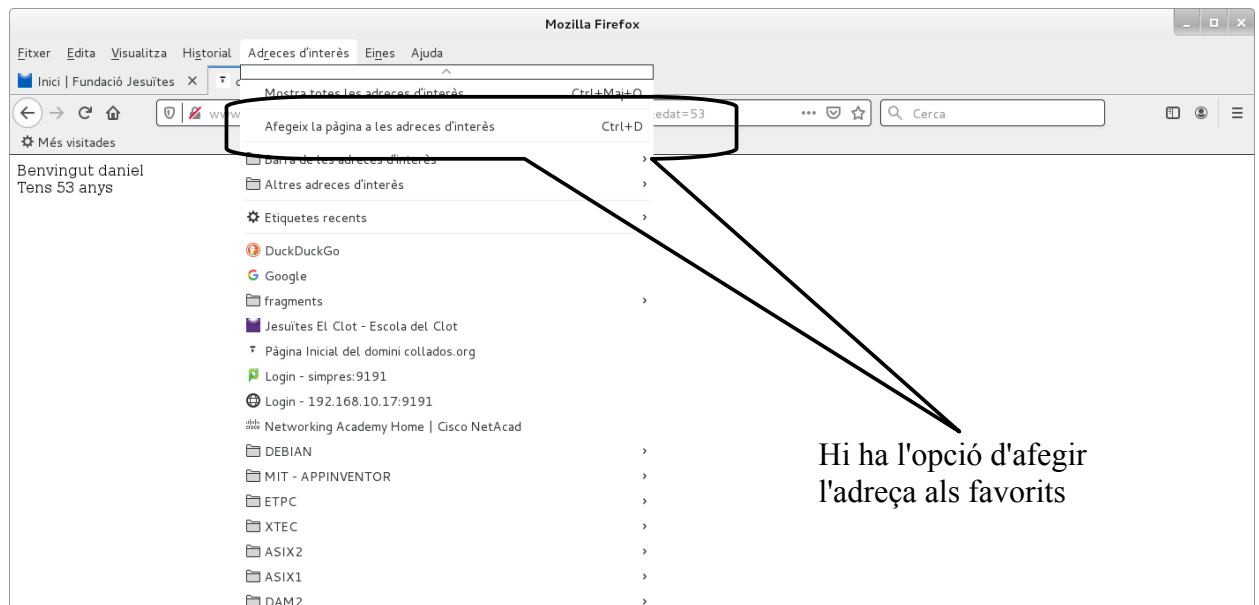 Mozilla Firefox
Fitxer Edita Visualitza Historial Adreces d'interès Eines Ajuda
Inici | Fundació Jesuïtes
Mostra totes les adreces d'interès Ctrl+Maj+O
www edat=53 Cerca
Afegeix la pàgina a les adreces d'interès Ctrl+D
Més visitades
Barra de les adreces d'interès
Benvingut daniel
Tens 53 anys
Altres adreces d'interès
Etiquetes recents
DuckDuckGo
Google
fragments
Jesuïtes El Clot - Escola del Clot
Pàgina Inicial del domini collados.org
Login - simpres:9191
Login - 192.168.10.17:9191
Networking Academy Home | Cisco NetAcad
DEBIAN
MIT - APPINVENTOR
ETPC
XTEC
ASIX2
ASIX1
DAM2
Hi ha l'opció d'afegir
l'adreça als favorits